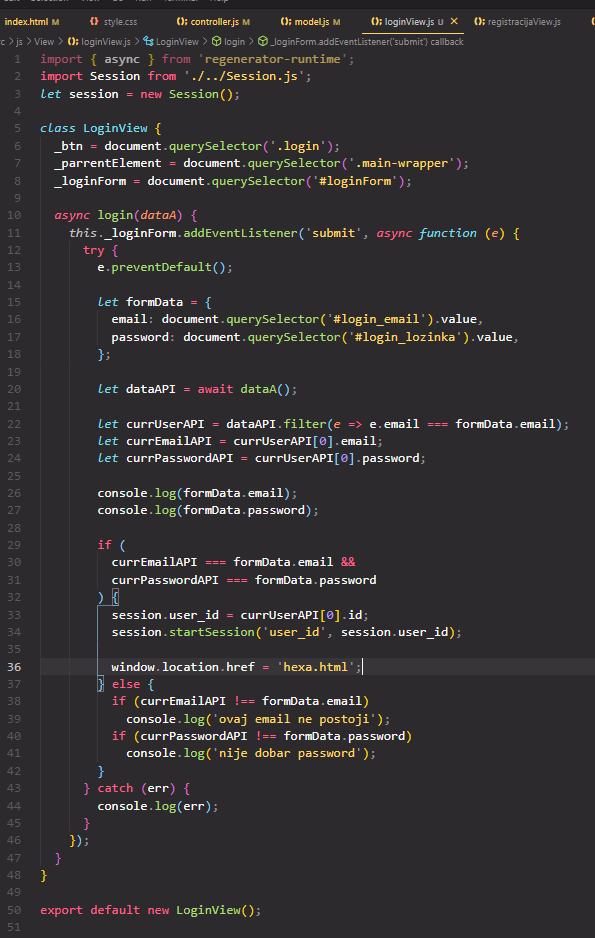 index.html M style.css controller.js M model.js M loginView.js U × registracijaView.js
rc > js > View > loginView.js > LoginView > login > _loginForm.addEventListener('submit') callback
1 import { async } from 'regenerator-runtime';
2 import Session from './../Session.js';
3 let session = new Session();
4
5 class LoginView {
6 _btn = document.querySelector('.login');
7 _parrentElement = document.querySelector('.main-wrapper');
8 _loginForm = document.querySelector('#loginForm');
9
10 async login(dataA) {
11 this._loginForm.addEventListener('submit', async function (e) {
12 try {
13 e.preventDefault();
14
15 let formData = {
16 email: document.querySelector('#login_email').value,
17 password: document.querySelector('#login_lozinka').value,
18 };
19
20 let dataAPI = await dataA();
21
22 let currUserAPI = dataAPI.filter(e => e.email === formData.email);
23 let currEmailAPI = currUserAPI[0].email;
24 let currPasswordAPI = currUserAPI[0].password;
25
26 console.log(formData.email);
27 console.log(formData.password);
28
29 if (
30 currEmailAPI === formData.email &&
31 currPasswordAPI === formData.password
32 ) {
33 session.user_id = currUserAPI[0].id;
34 session.startSession('user_id', session.user_id);
35
36 window.location.href = 'hexa.html';
37 } else {
38 if (currEmailAPI !== formData.email)
39 console.log('ovaj email ne postoji');
40 if (currPasswordAPI !== formData.password)
41 console.log('nije dobar password');
42 }
43 } catch (err) {
44 console.log(err);
45 }
46 });
47 }
48 }
49
50 export default new LoginView();
51